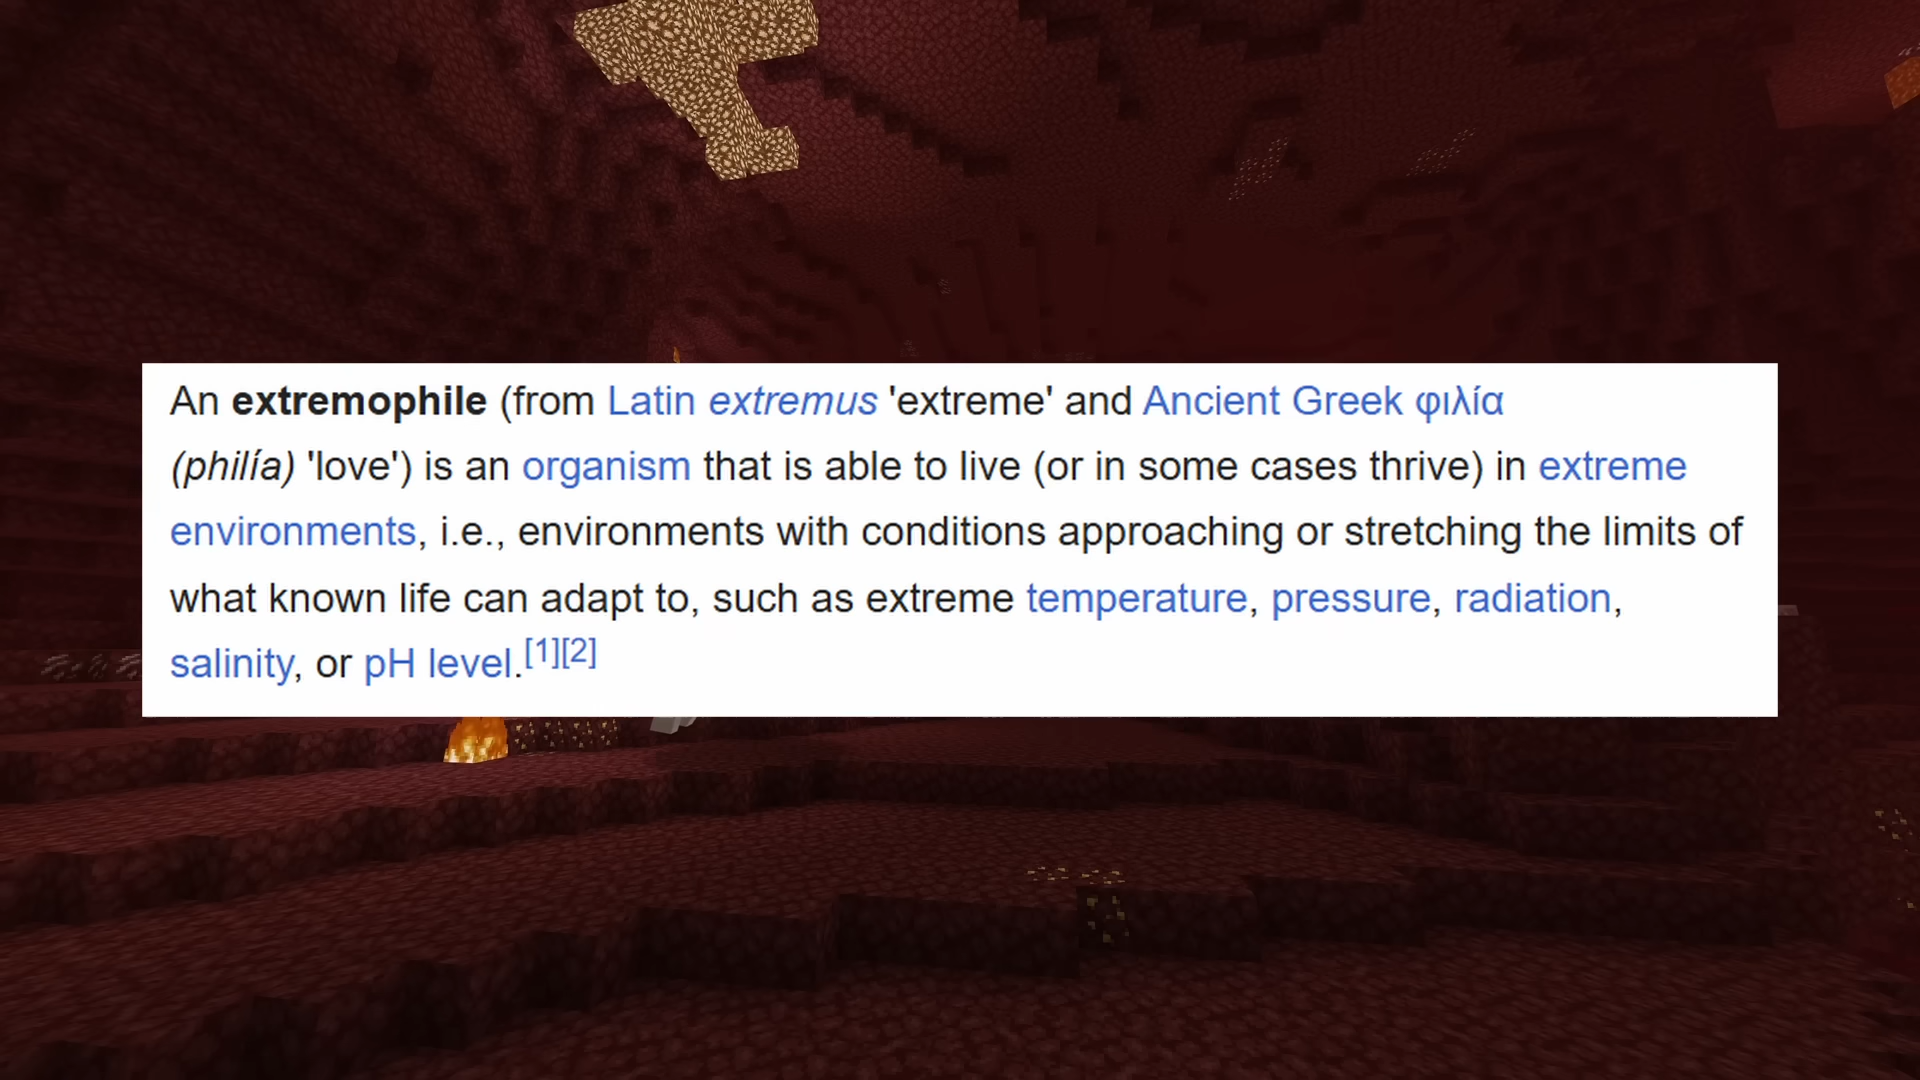 An extremophile (from Latin extremus 'extreme' and Ancient Greek φιλία
(philía) 'love') is an organism that is able to live (or in some cases thrive) in extreme
environments, i.e., environments with conditions approaching or stretching the limits of
what known life can adapt to, such as extreme temperature, pressure, radiation,
salinity, or pH level.[1][2]